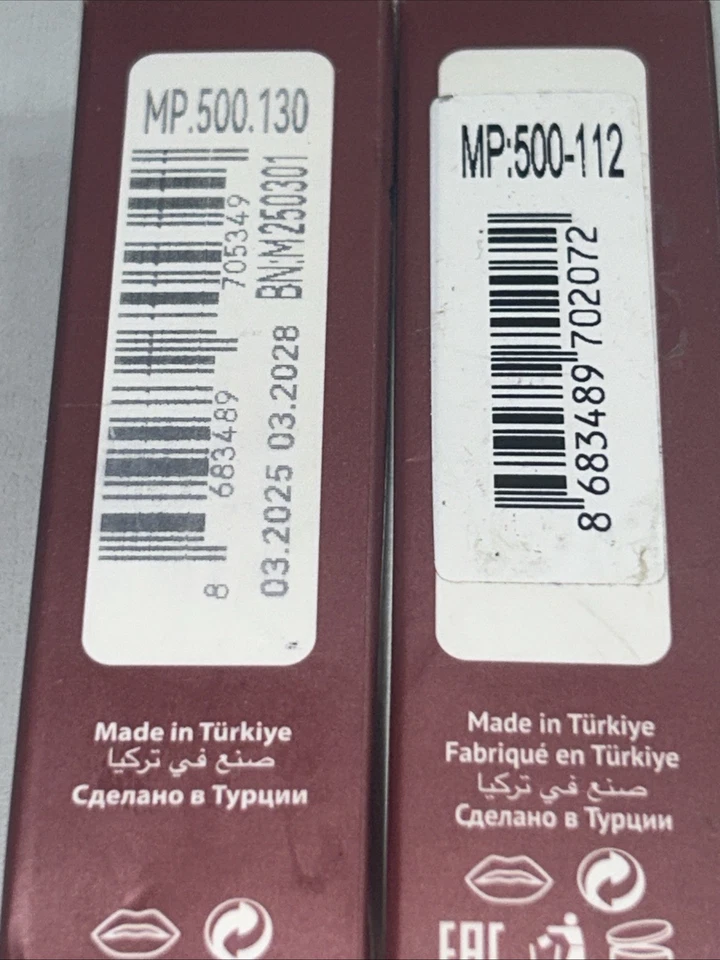 MP.500.130
8 683489 705349
BN:M250301
03.2025 03.2028
Made in Türkiye
صنع في تركيا
Сделано в Турции
MP:500-112
8 683489 702072
Made in Türkiye
Fabriqué en Türkiye
صنع في تركيا
Сделано в Турции
EAC